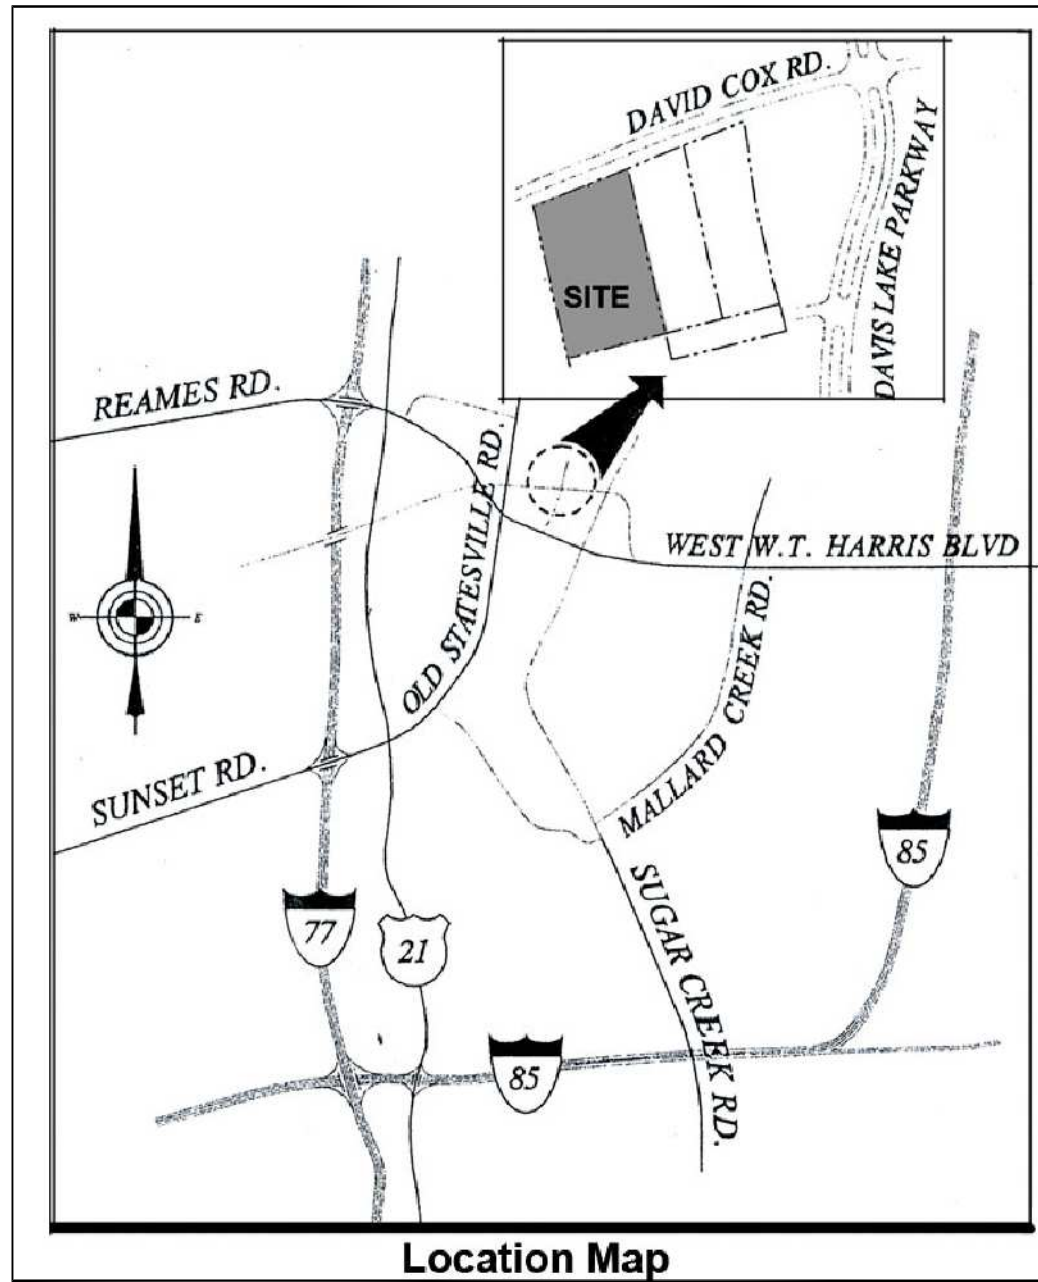 DAVID COX RD.
DAVIS LAKE PARKWAY
SITE
REAMES RD.
OLD STATESVILLE RD.
WEST W.T. HARRIS BLVD
W
E
MALLARD CREEK RD.
SUNSET RD.
85
SUGAR CREEK RD.
77
21
85
Location Map